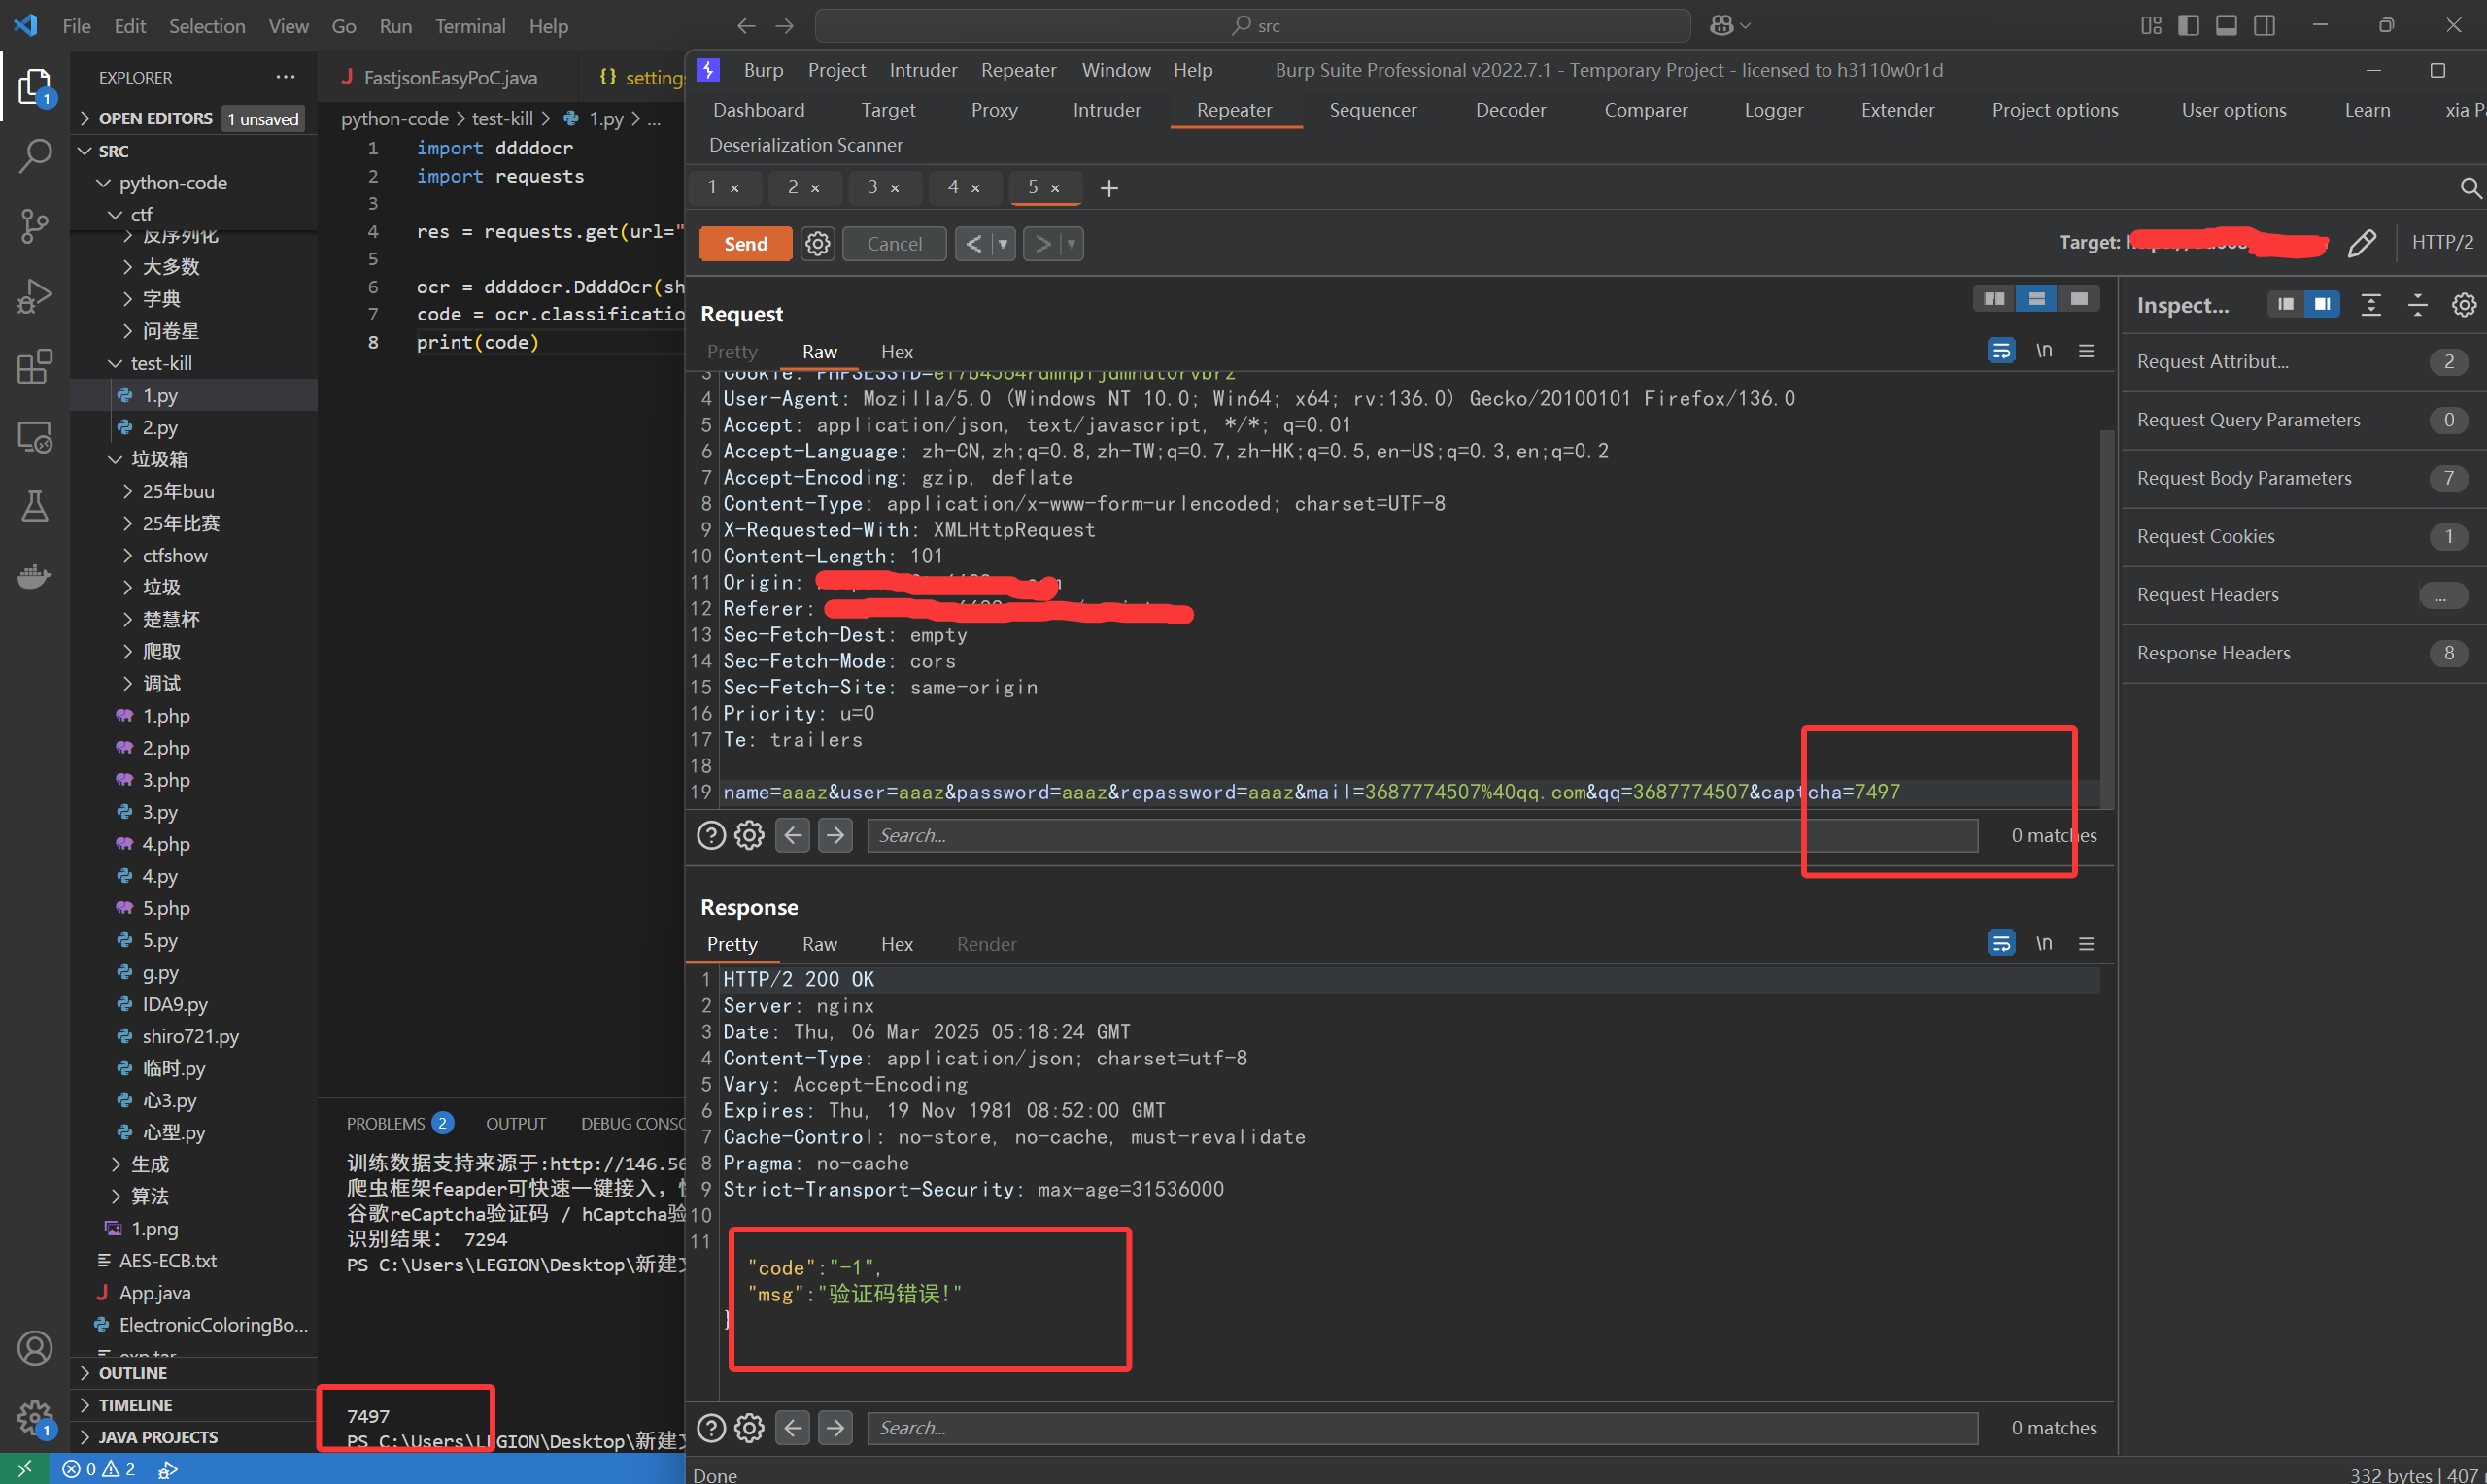 File Edit Selection View Go Run Terminal Help
src
EXPLORER
OPEN EDITORS 1 unsaved
SRC
python-code
ctf
反序列化
大多数
字典
问卷星
test-kill
1.py
2.py
垃圾箱
25年buu
25年比赛
ctfshow
垃圾
楚慧杯
爬取
调试
1.php
2.php
3.php
3.py
4.php
4.py
5.php
5.py
g.py
IDA9.py
shiro721.py
临时.py
心3.py
心型.py
生成
算法
1.png
AES-ECB.txt
App.java
ElectronicColoringBo...
OUTLINE
TIMELINE
JAVA PROJECTS
1
1
0 2
FastjsonEasyPoC.java
{} settings
python-code > test-kill > 1.py > ...
1 import ddddocr
2 import requests
3
4 res = requests.get(url="
5
6 ocr = ddddocr.DdddOcr(sh
7 code = ocr.classificatio
8 print(code)
PROBLEMS 2 OUTPUT DEBUG CONSO
训练数据支持来源于:http://146.56
爬虫框架feapder可快速一键接入，
谷歌reCaptcha验证码 / hCaptcha验
识别结果： 7294
PS C:\Users\LEGION\Desktop\新建文
7497
PS C:\Users\LEGION\Desktop\新建文
Burp Project Intruder Repeater Window Help
Burp Suite Professional v2022.7.1 - Temporary Project - licensed to h3110w0r1d
Dashboard Target Proxy Intruder Repeater Sequencer Decoder Comparer Logger Extender Project options User options Learn xia P
Deserialization Scanner
1 × 2 × 3 × 4 × 5 × +
Send Cancel < >
Target:
HTTP/2
Request
Pretty Raw Hex
\n
4 User-Agent: Mozilla/5.0 (Windows NT 10.0; Win64; x64; rv:136.0) Gecko/20100101 Firefox/136.0
5 Accept: application/json, text/javascript, */*; q=0.01
6 Accept-Language: zh-CN,zh;q=0.8,zh-TW;q=0.7,zh-HK;q=0.5,en-US;q=0.3,en;q=0.2
7 Accept-Encoding: gzip, deflate
8 Content-Type: application/x-www-form-urlencoded; charset=UTF-8
9 X-Requested-With: XMLHttpRequest
10 Content-Length: 101
11 Origin:
12 Referer:
13 Sec-Fetch-Dest: empty
14 Sec-Fetch-Mode: cors
15 Sec-Fetch-Site: same-origin
16 Priority: u=0
17 Te: trailers
18
19 name=aaaz&user=aaaz&password=aaaz&repassword=aaaz&mail=3687774507%40qq.com&qq=3687774507&captcha=7497
Search...
0 matches
Response
Pretty Raw Hex Render
\n
1 HTTP/2 200 OK
2 Server: nginx
3 Date: Thu, 06 Mar 2025 05:18:24 GMT
4 Content-Type: application/json; charset=utf-8
5 Vary: Accept-Encoding
6 Expires: Thu, 19 Nov 1981 08:52:00 GMT
7 Cache-Control: no-store, no-cache, must-revalidate
8 Pragma: no-cache
9 Strict-Transport-Security: max-age=31536000
10
11
"code":"-1",
"msg":"验证码错误!"
}
Search...
0 matches
Done
332 bytes | 407
Inspect...
Request Attribut... 2
Request Query Parameters 0
Request Body Parameters 7
Request Cookies 1
Request Headers ...
Response Headers 8